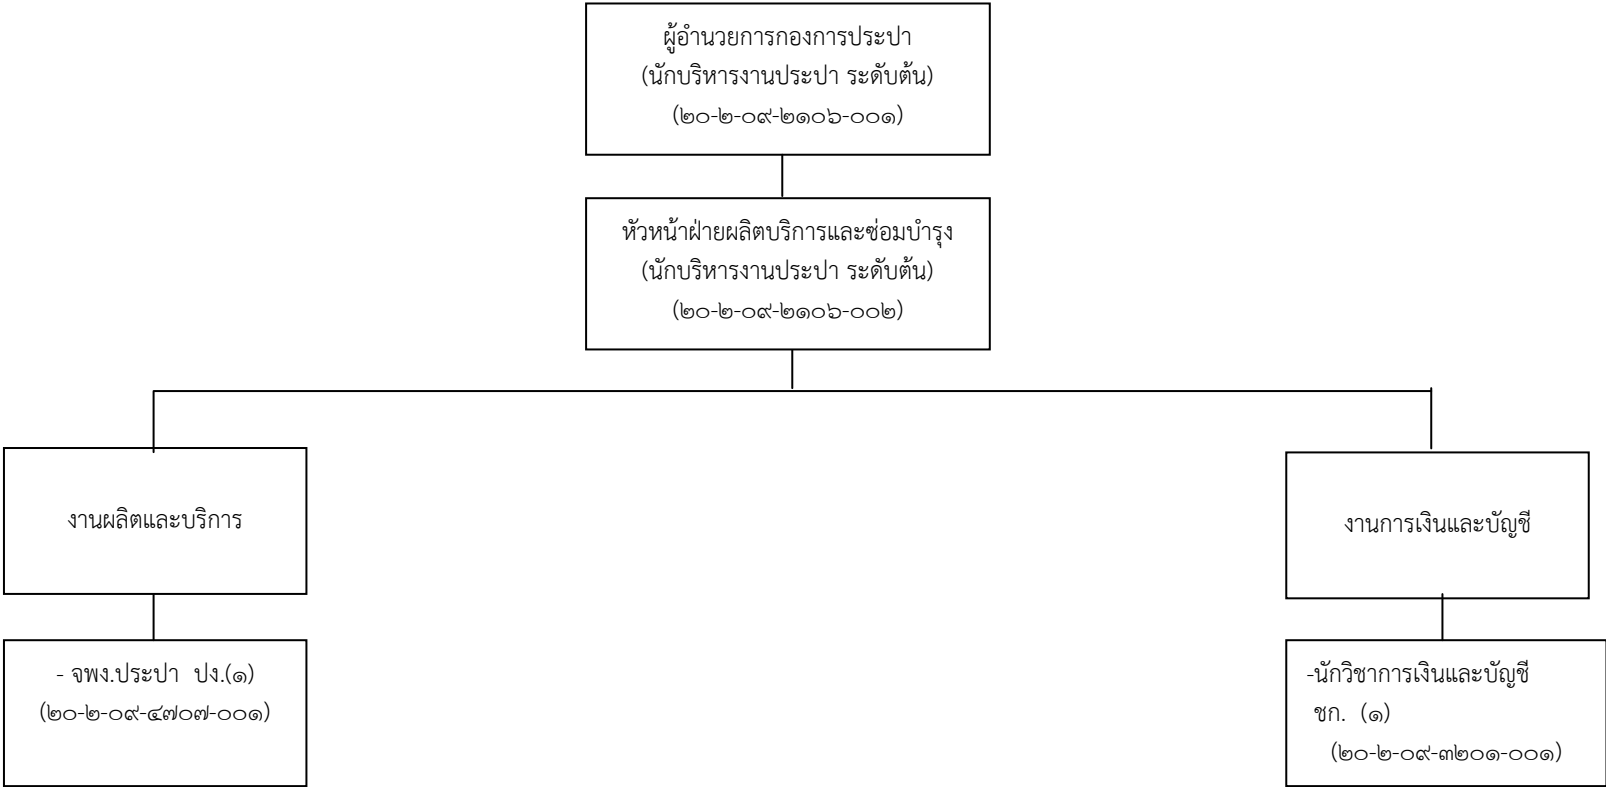 ผู้อำนวยการกองการประปา
(นักบริหารงานประปา ระดับต้น)
(๒๐-๒-๐๙-๒๑๐๖-๐๐๑)
หัวหน้าฝ่ายผลิตบริการและซ่อมบำรุง
(นักบริหารงานประปา ระดับต้น)
(๒๐-๒-๐๙-๒๑๐๖-๐๐๒)
งานผลิตและบริการ
งานการเงินและบัญชี
- จพง.ประปา ปง.(๑)
(๒๐-๒-๐๙-๔๗๐๗-๐๐๑)
-นักวิชาการเงินและบัญชี
ชก. (๑)
(๒๐-๒-๐๙-๓๒๐๑-๐๐๑)